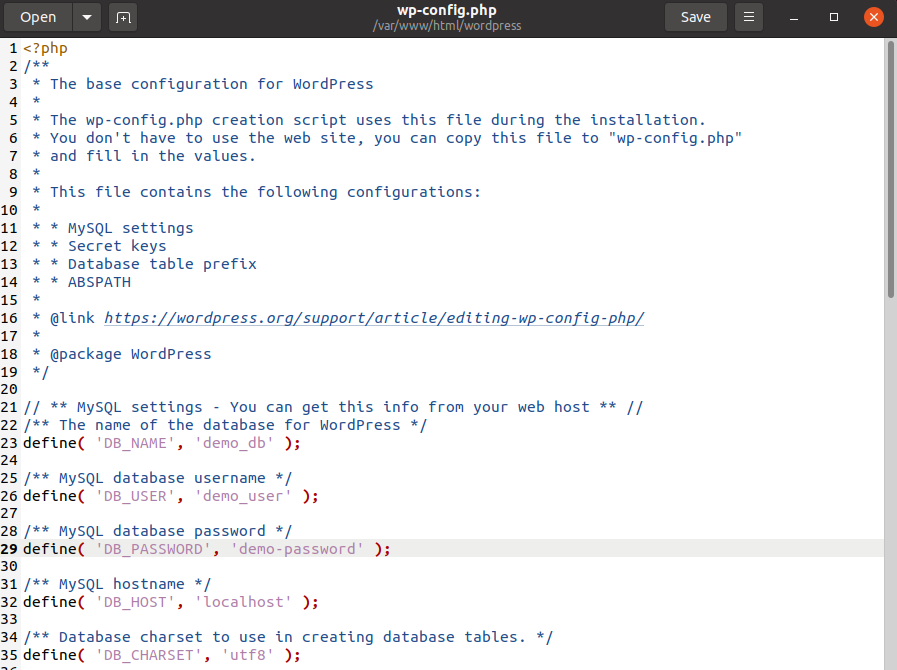 Open
wp-config.php
/var/www/html/wordpress
Save
1 <?php
2 /**
3  * The base configuration for WordPress
4  *
5  * The wp-config.php creation script uses this file during the installation.
6  * You don't have to use the web site, you can copy this file to "wp-config.php"
7  * and fill in the values.
8  *
9  * This file contains the following configurations:
10  *
11  * * MySQL settings
12  * * Secret keys
13  * * Database table prefix
14  * * ABSPATH
15  *
16  * @link https://wordpress.org/support/article/editing-wp-config-php/
17  *
18  * @package WordPress
19  */
20
21 // ** MySQL settings - You can get this info from your web host ** //
22 /** The name of the database for WordPress */
23 define( 'DB_NAME', 'demo_db' );
24
25 /** MySQL database username */
26 define( 'DB_USER', 'demo_user' );
27
28 /** MySQL database password */
29 define( 'DB_PASSWORD', 'demo-password' );
30
31 /** MySQL hostname */
32 define( 'DB_HOST', 'localhost' );
33
34 /** Database charset to use in creating database tables. */
35 define( 'DB_CHARSET', 'utf8' );